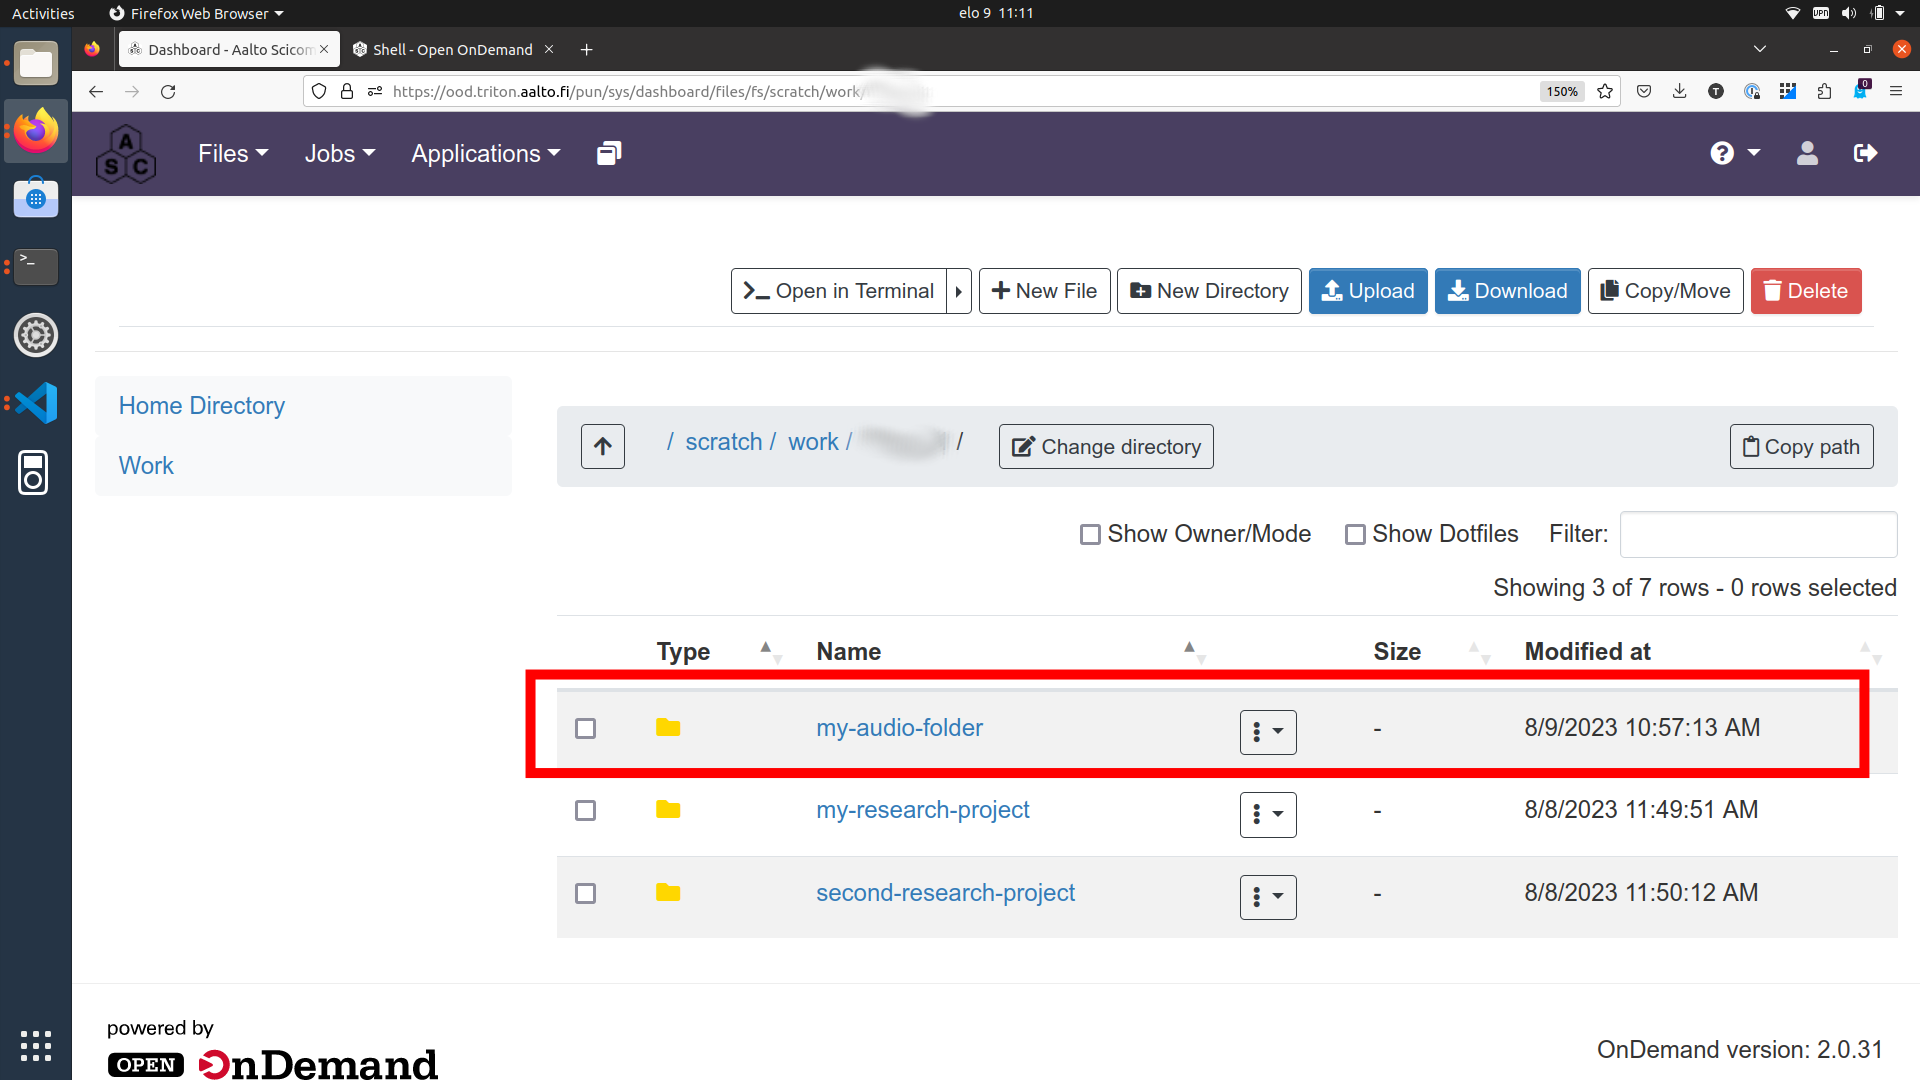 Activities Firefox Web Browser elo 9 11:11 VPN
Dashboard - Aalto Scicom Shell - Open OnDemand
https://ood.triton.aalto.fi/pun/sys/dashboard/files/fs/scratch/work/ 150% T 0
A S C Files Jobs Applications ?
>_ Open in Terminal New File New Directory Upload Download Copy/Move Delete
Home Directory
Work
/ scratch / work / / Change directory Copy path
Show Owner/Mode Show Dotfiles Filter:
Showing 3 of 7 rows - 0 rows selected
Type Name Size Modified at
my-audio-folder - 8/9/2023 10:57:13 AM
my-research-project - 8/8/2023 11:49:51 AM
second-research-project - 8/8/2023 11:50:12 AM
powered by
OPEN OnDemand
OnDemand version: 2.0.31